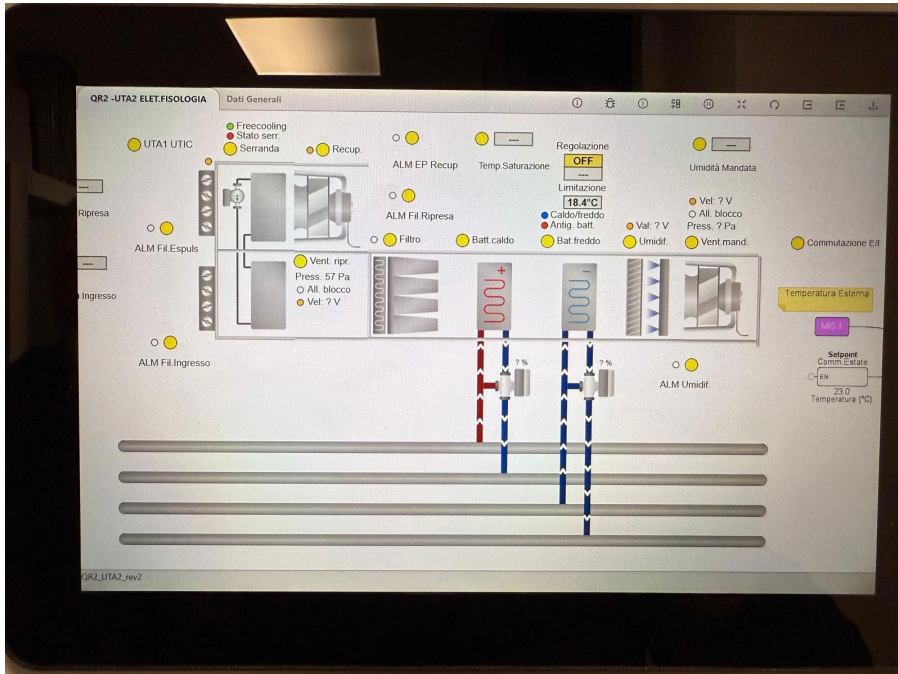 QR2 -UTA2 ELET.FISOLOGIA
Dati Generali
UTA1 UTIC
Freecooling
Stato serr.
Serranda
Recup.
ALM EP Recup
---
Temp.Saturazione
Regolazione
OFF
---
Limitazione
18.4°C
---
Umidità Mandata
---
Ripresa
ALM Fil.Ripresa
Caldo/freddo
Antig. batt.
Vel: ? V
All. blocco
Press. ? Pa
Val: ? V
ALM Fil.Espuls
Filtro
Batt.caldo
Bat.freddo
Umidif.
Vent.mand.
Commutazione E/I
---
Ingresso
Vent. ripr.
Press. 57 Pa
All. blocco
Vel: ? V
+
−
Temperatura Esterna
MIS.1
ALM Fil.Ingresso
? %
? %
ALM Umidif.
Setpoint
Comm.Estate
EN
23.0
Temperatura (°C)
QR2_UTA2_rev2